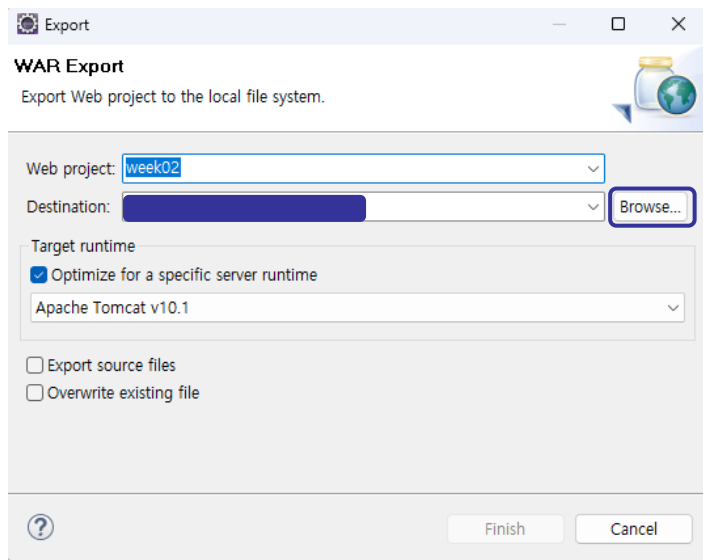 Export
WAR Export
Export Web project to the local file system.
Web project: week02
Destination: Browse...
Target runtime
Optimize for a specific server runtime
Apache Tomcat v10.1
Export source files
Overwrite existing file
? Finish Cancel